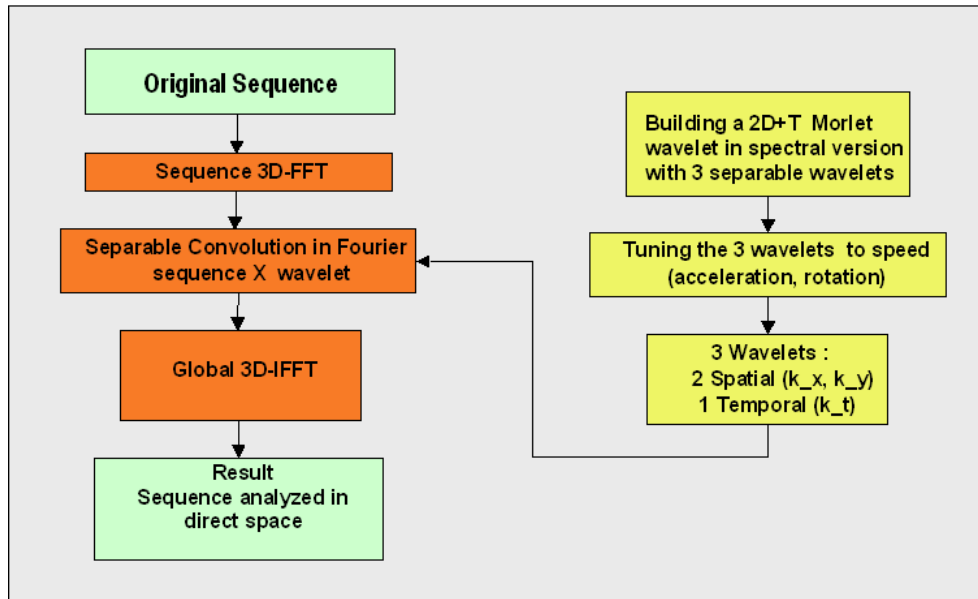 Original Sequence
Sequence 3D-FFT
Separable Convolution in Fourier
sequence X wavelet
Global 3D-IFFT
Result
Sequence analyzed in
direct space
Building a 2D+T Morlet
wavelet in spectral version
with 3 separable wavelets
Tuning the 3 wavelets to speed
(acceleration, rotation)
3 Wavelets :
2 Spatial (k_x, k_y)
1 Temporal (k_t)